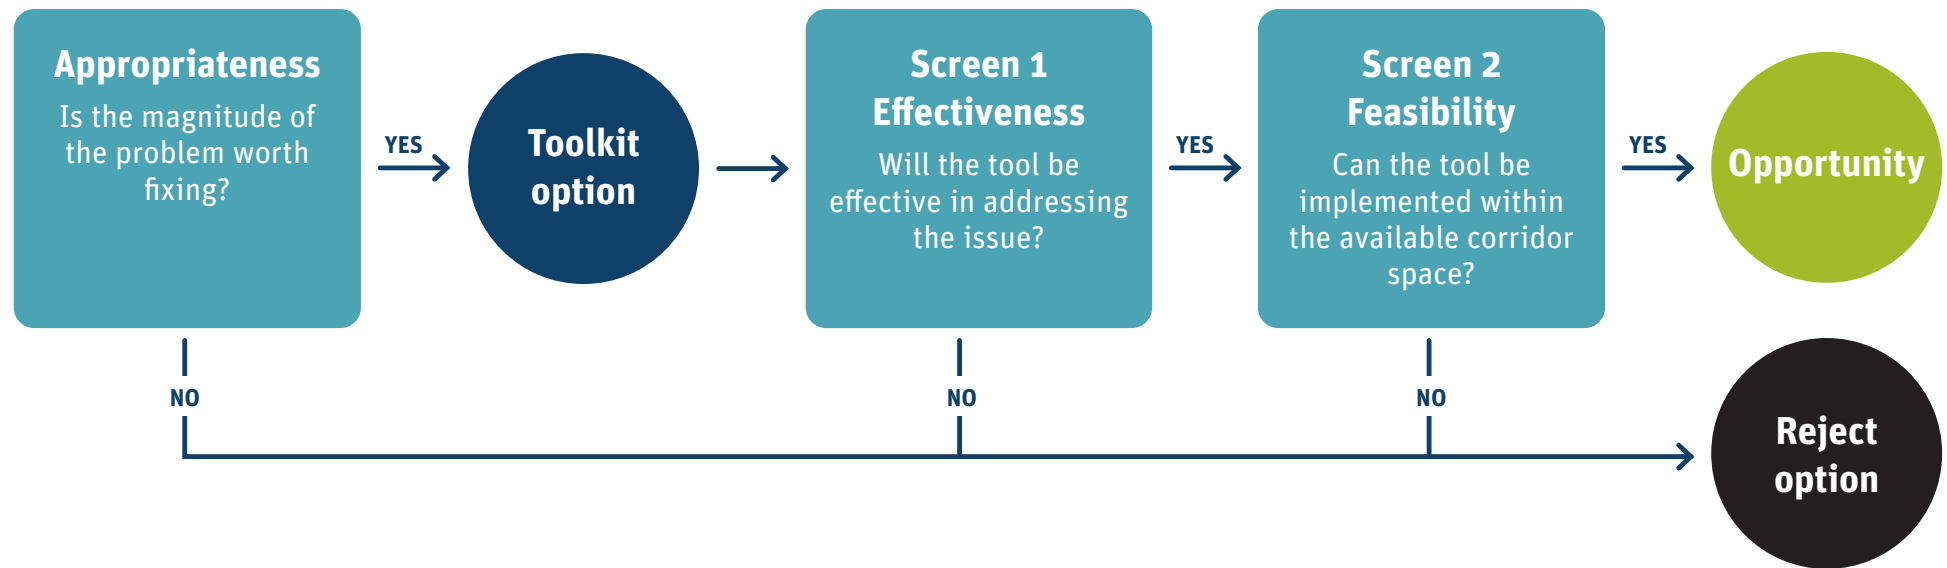 Appropriateness
Is the magnitude of
the problem worth
fixing?
YES
Toolkit
option
Screen 1
Effectiveness
Will the tool be
effective in addressing
the issue?
YES
Screen 2
Feasibility
Can the tool be
implemented within
the available corridor
space?
YES
Opportunity
NO
NO
NO
Reject
option